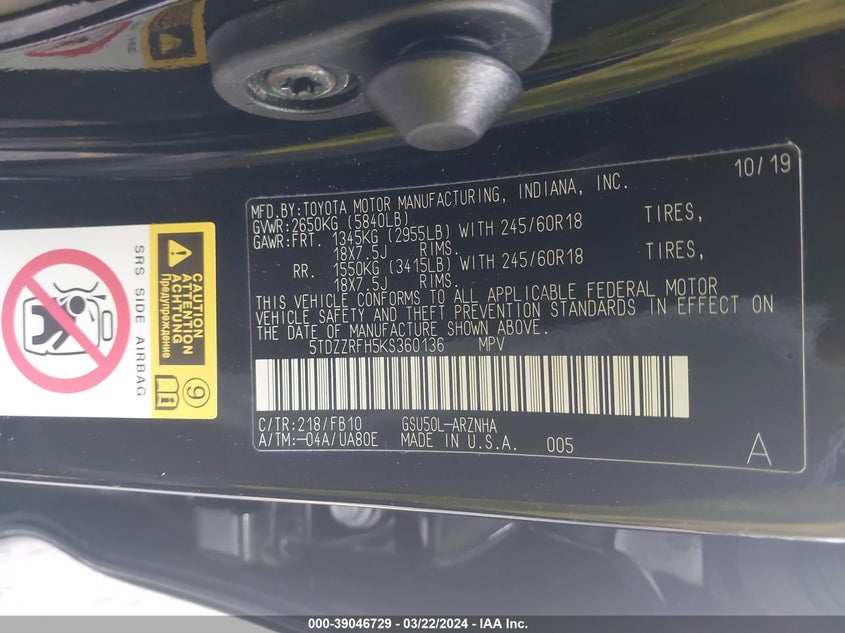 10/19
MFD.BY:TOYOTA MOTOR MANUFACTURING, INDIANA, INC.
GVWR:2650KG (5840LB)
GAWR:FRT. 1345KG (2955LB) WITH 245/60R18 TIRES,
18X7.5J RIMS.
RR. 1550KG (3415LB) WITH 245/60R18 TIRES,
18X7.5J RIMS.
THIS VEHICLE CONFORMS TO ALL APPLICABLE FEDERAL MOTOR
VEHICLE SAFETY AND THEFT PREVENTION STANDARDS IN EFFECT ON
THE DATE OF MANUFACTURE SHOWN ABOVE.
5TDZZRFH5KS360136 MPV
C/TR:218/FB10 GSU50L-ARZNHA
A/TM:-04A/UA80E MADE IN U.S.A. 005
A
SRS SIDE AIRBAG
CAUTION
ATTENTION
ACHTUNG
Предупреждение
9
000-39046729 - 03/22/2024 - IAA Inc.